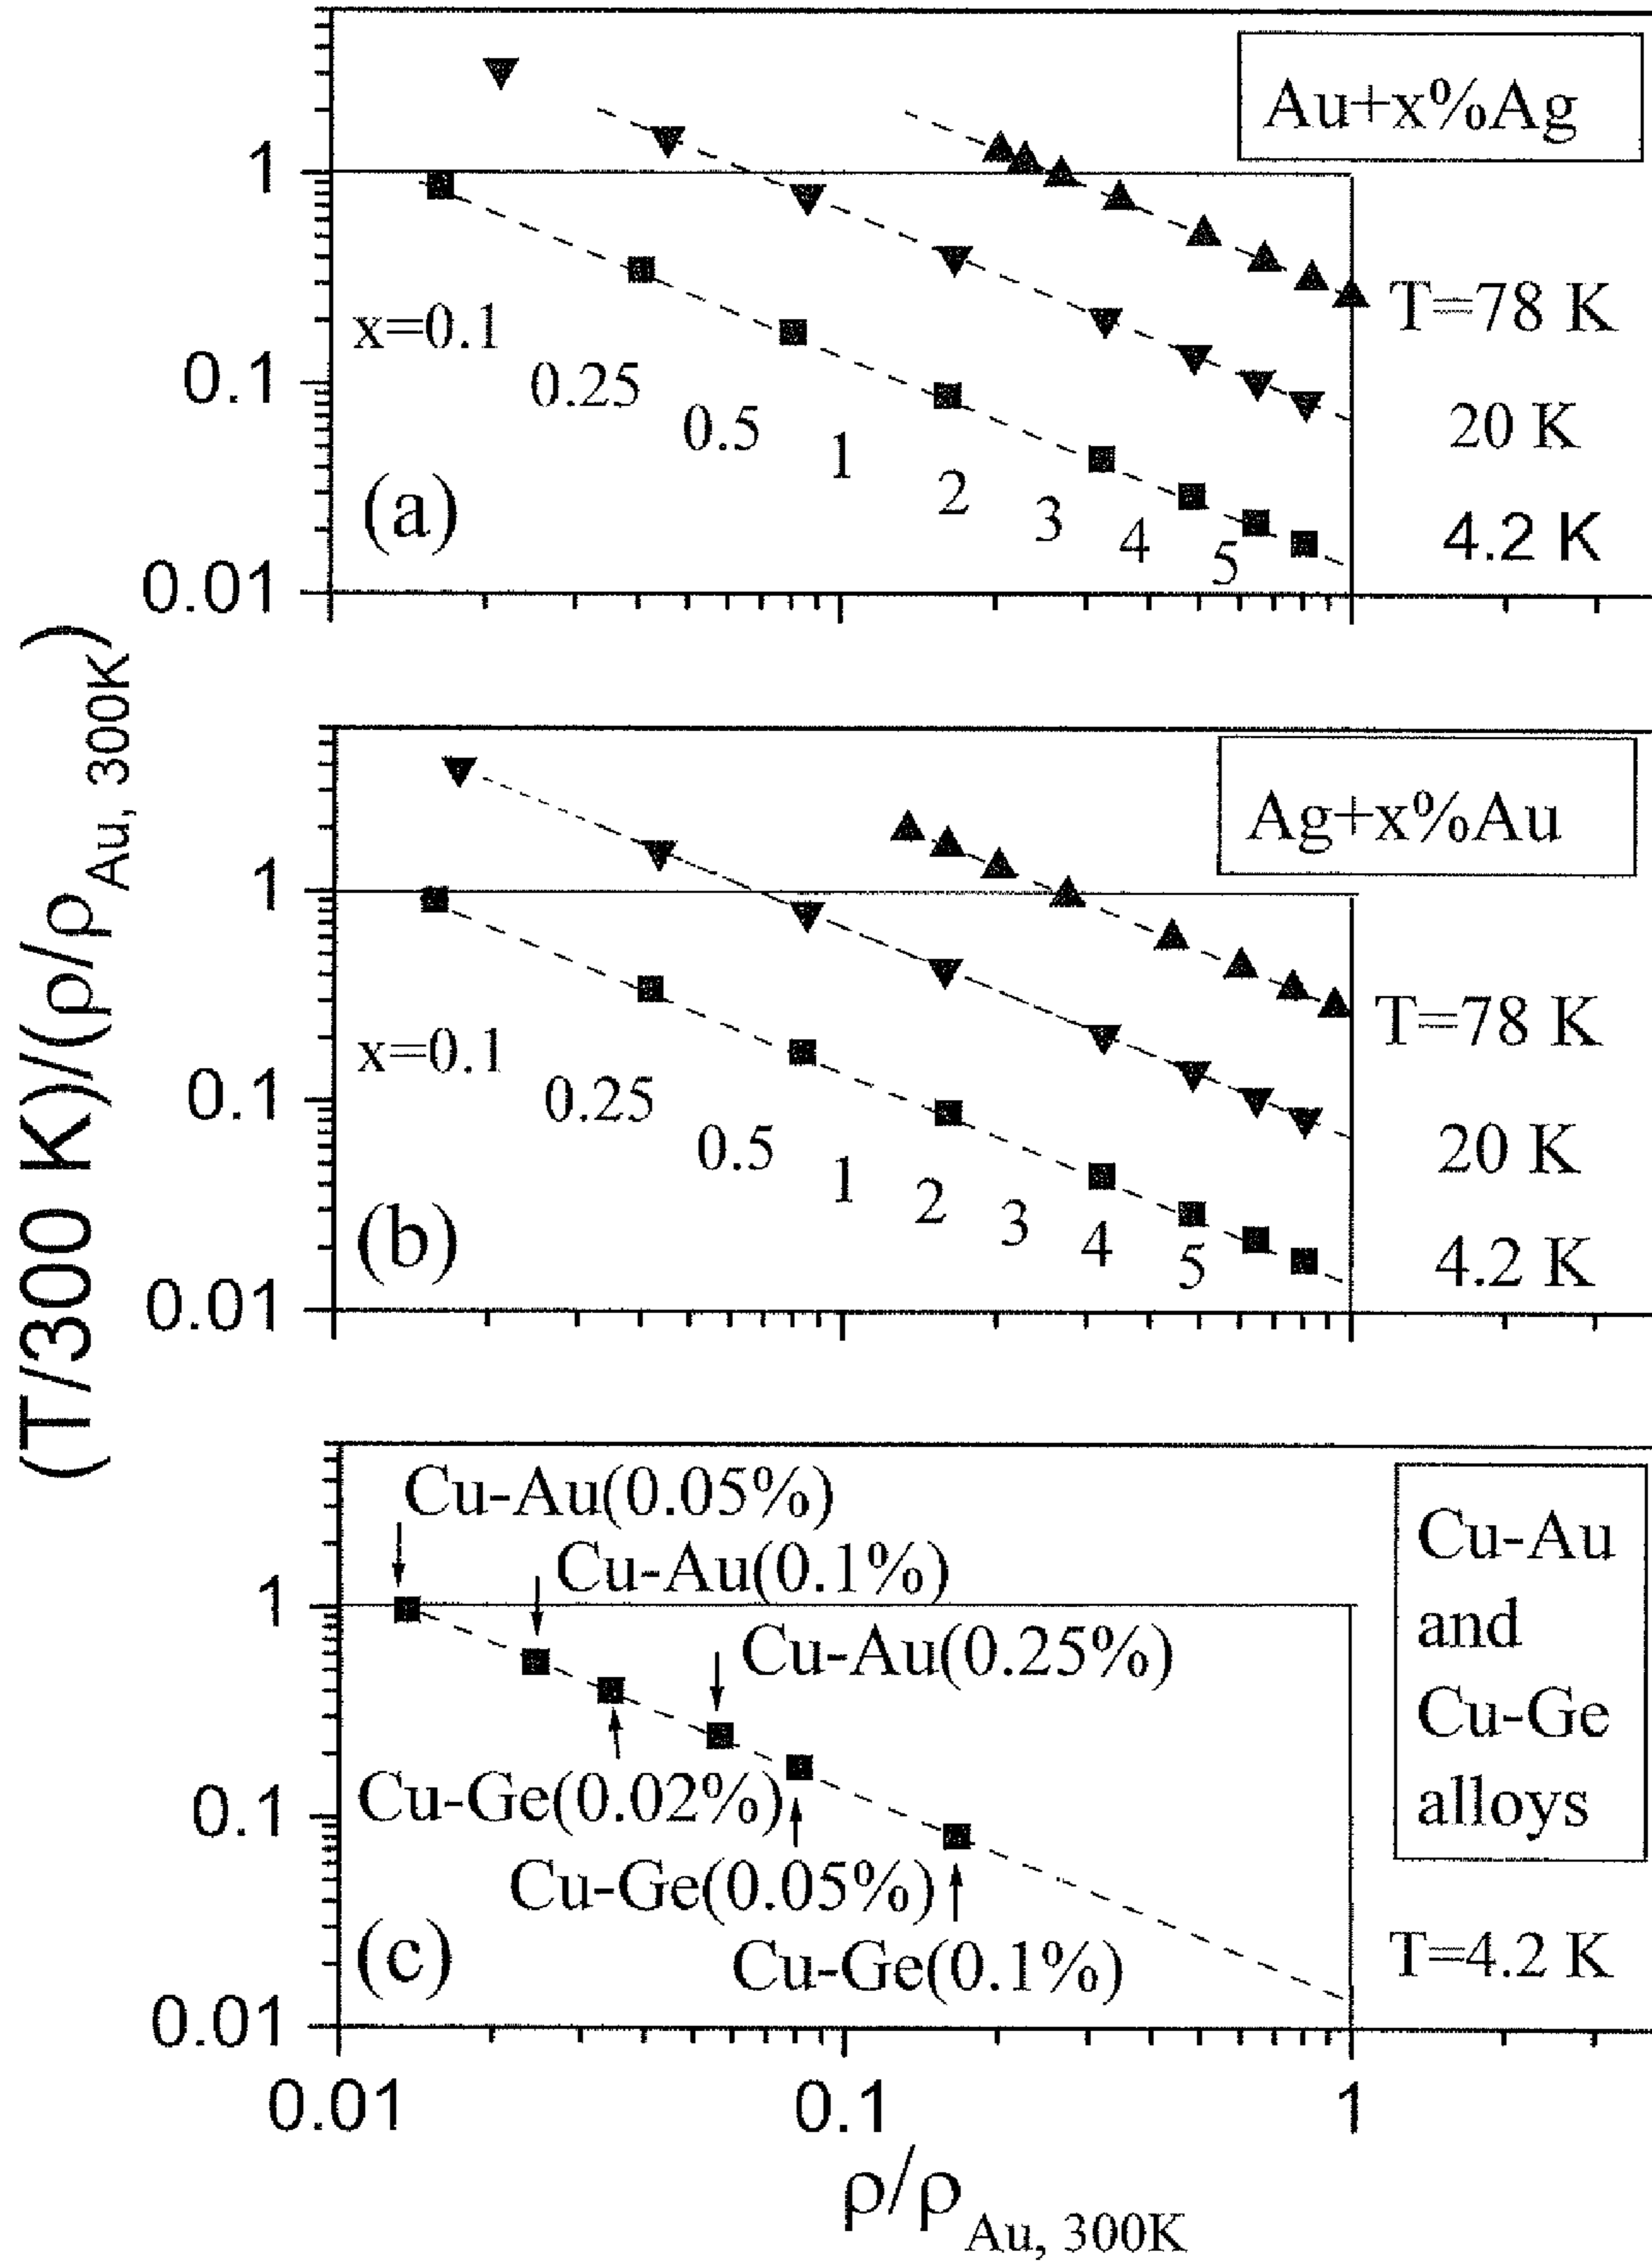 (T/300 K)/(ρ/ρAu, 300K)
Au+x%Ag
1
0.1
0.01
x=0.1
0.25
0.5
1
2
3
4
5
T=78 K
20 K
4.2 K
(a)
Ag+x%Au
1
0.1
0.01
x=0.1
0.25
0.5
1
2
3
4
5
T=78 K
20 K
4.2 K
(b)
Cu-Au(0.05%)
Cu-Au(0.1%)
Cu-Au(0.25%)
Cu-Ge(0.02%)
Cu-Ge(0.05%)
Cu-Ge(0.1%)
Cu-Au
and
Cu-Ge
alloys
T=4.2 K
1
0.1
0.01
(c)
0.01
0.1
1
ρ/ρAu, 300K